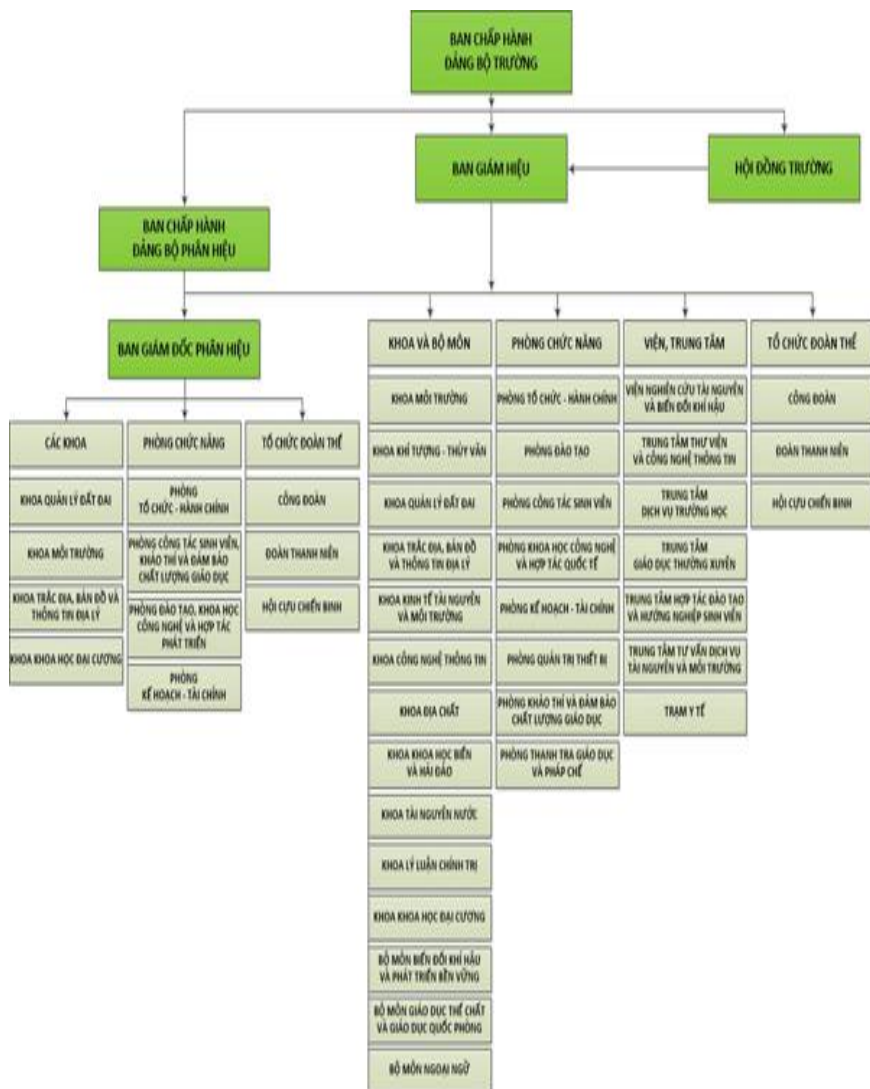 BAN CHẤP HÀNH
ĐẢNG BỘ TRƯỜNG
BAN GIÁM HIỆU
HỘI ĐỒNG TRƯỜNG
BAN CHẤP HÀNH
ĐẢNG BỘ PHÂN HIỆU
BAN GIÁM ĐỐC PHÂN HIỆU
CÁC KHOA
KHOA QUẢN LÝ ĐẤT ĐAI
KHOA MÔI TRƯỜNG
KHOA TRẮC ĐỊA, BẢN ĐỒ VÀ
THÔNG TIN ĐỊA LÝ
KHOA KHOA HỌC ĐẠI CƯƠNG
PHÒNG CHỨC NĂNG
PHÒNG
TỔ CHỨC - HÀNH CHÍNH
PHÒNG CÔNG TÁC SINH VIÊN,
KHẢO THÍ VÀ ĐẢM BẢO
CHẤT LƯỢNG GIÁO DỤC
PHÒNG ĐÀO TẠO, KHOA HỌC
CÔNG NGHỆ VÀ HỢP TÁC
PHÁT TRIỂN
PHÒNG
KẾ HOẠCH - TÀI CHÍNH
TỔ CHỨC ĐOÀN THỂ
CÔNG ĐOÀN
ĐOÀN THANH NIÊN
HỘI CỰU CHIẾN BINH
KHOA VÀ BỘ MÔN
KHOA MÔI TRƯỜNG
KHOA KHÍ TƯỢNG - THỦY VĂN
KHOA QUẢN LÝ ĐẤT ĐAI
KHOA TRẮC ĐỊA, BẢN ĐỒ
VÀ THÔNG TIN ĐỊA LÝ
KHOA KINH TẾ TÀI NGUYÊN
VÀ MÔI TRƯỜNG
KHOA CÔNG NGHỆ THÔNG TIN
KHOA ĐỊA CHẤT
KHOA KHOA HỌC BIỂN
VÀ HẢI ĐẢO
KHOA TÀI NGUYÊN NƯỚC
KHOA LÝ LUẬN CHÍNH TRỊ
KHOA KHOA HỌC ĐẠI CƯƠNG
BỘ MÔN BIẾN ĐỔI KHÍ HẬU
VÀ PHÁT TRIỂN BỀN VỮNG
BỘ MÔN GIÁO DỤC THỂ CHẤT
VÀ GIÁO DỤC QUỐC PHÒNG
BỘ MÔN NGOẠI NGỮ
PHÒNG CHỨC NĂNG
PHÒNG TỔ CHỨC - HÀNH CHÍNH
PHÒNG ĐÀO TẠO
PHÒNG CÔNG TÁC SINH VIÊN
PHÒNG KHOA HỌC CÔNG NGHỆ
VÀ HỢP TÁC QUỐC TẾ
PHÒNG KẾ HOẠCH - TÀI CHÍNH
PHÒNG QUẢN TRỊ THIẾT BỊ
PHÒNG KHẢO THÍ VÀ ĐẢM BẢO
CHẤT LƯỢNG GIÁO DỤC
PHÒNG THANH TRA GIÁO DỤC
VÀ PHÁP CHẾ
VIỆN, TRUNG TÂM
VIỆN NGHIÊN CỨU TÀI NGUYÊN
VÀ BIẾN ĐỔI KHÍ HẬU
TRUNG TÂM THƯ VIỆN
VÀ CÔNG NGHỆ THÔNG TIN
TRUNG TÂM
DỊCH VỤ TRƯỜNG HỌC
TRUNG TÂM
GIÁO DỤC THƯỜNG XUYÊN
TRUNG TÂM HỢP TÁC ĐÀO TẠO
VÀ HƯỚNG NGHIỆP SINH VIÊN
TRUNG TÂM TƯ VẤN DỊCH VỤ
TÀI NGUYÊN VÀ MÔI TRƯỜNG
TRẠM Y TẾ
TỔ CHỨC ĐOÀN THỂ
CÔNG ĐOÀN
ĐOÀN THANH NIÊN
HỘI CỰU CHIẾN BINH